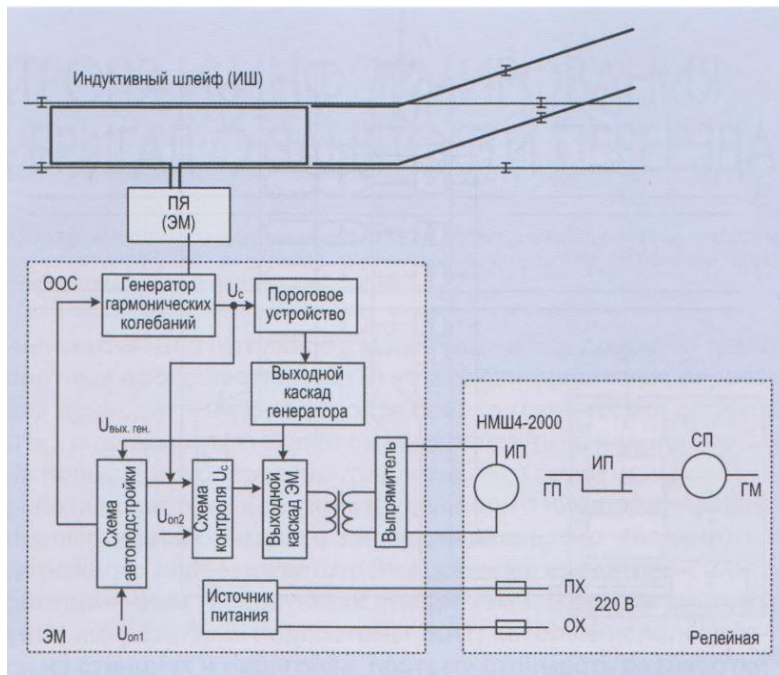 Индуктивный шлейф (ИШ)
ПЯ
(ЭМ)
ООС
Генератор
гармонических
колебаний
Uс
Пороговое
устройство
Выходной
каскад
генератора
Uвых. ген.
Схема
автоподстройки
Uоп2
Схема
контроля Uс
Выходной
каскад ЭМ
Выпрямитель
НМШ4-2000
ИП
ГП
ИП
СП
ГМ
Источник
питания
ПХ
220 В
ОХ
ЭМ
Uоп1
Релейная